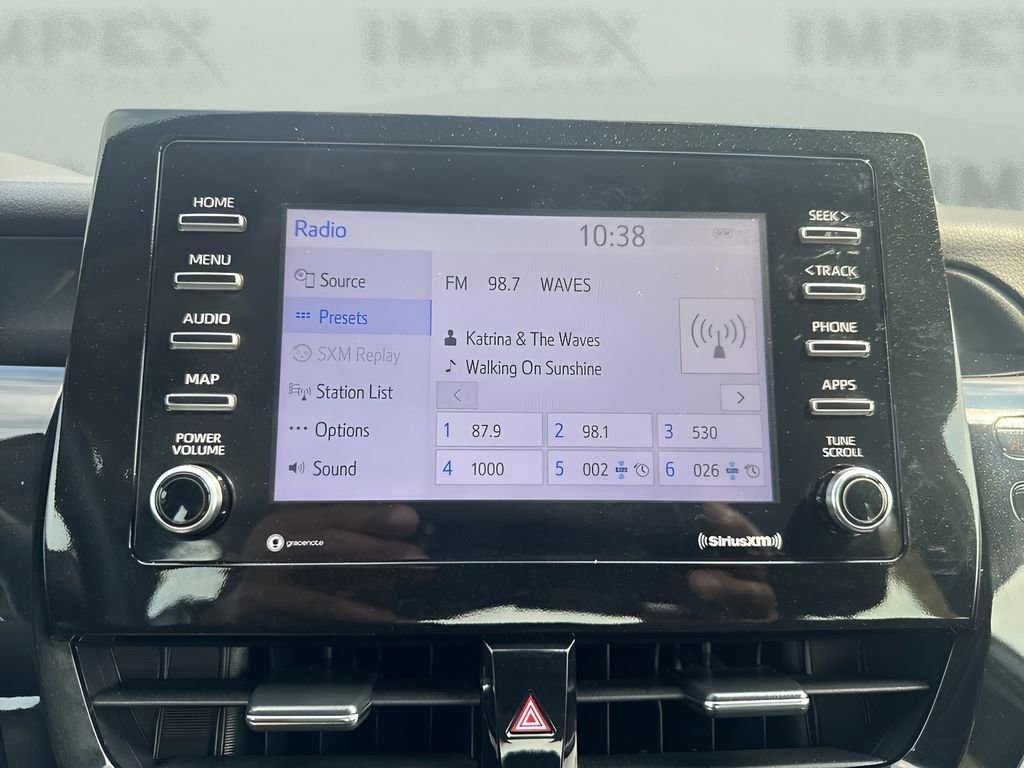 IMPEX IMPEX IMPEX
HOME
MENU
AUDIO
MAP
POWER
VOLUME
Radio
10:38
Source
Presets
SXM Replay
Station List
Options
Sound
FM 98.7 WAVES
Katrina & The Waves
Walking On Sunshine
<
>
1 87.9
2 98.1
3 530
4 1000
5 002
6 026
SEEK >
< TRACK
PHONE
APPS
TUNE
SCROLL
gracenote
((SiriusXM))